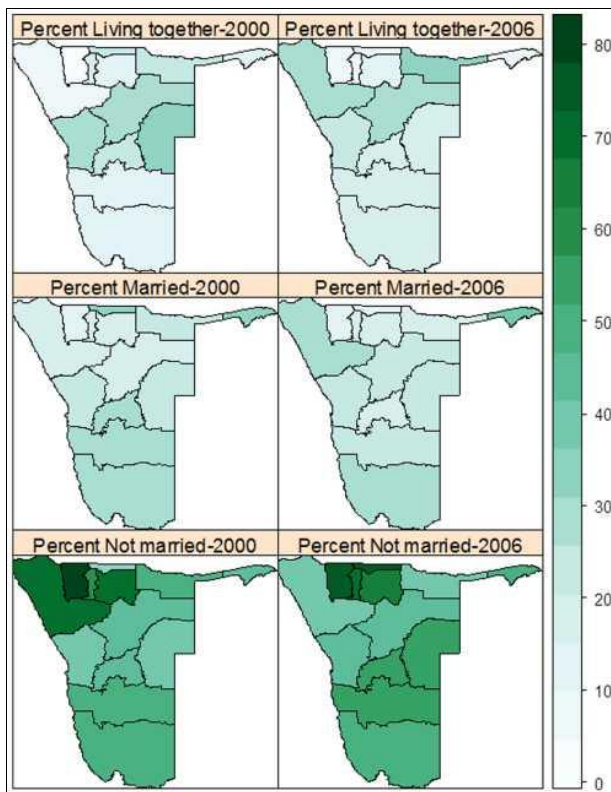 Percent Living together-2000
Percent Living together-2006
Percent Married-2000
Percent Married-2006
Percent Not married-2000
Percent Not married-2006
80
70
60
50
40
30
20
10
0